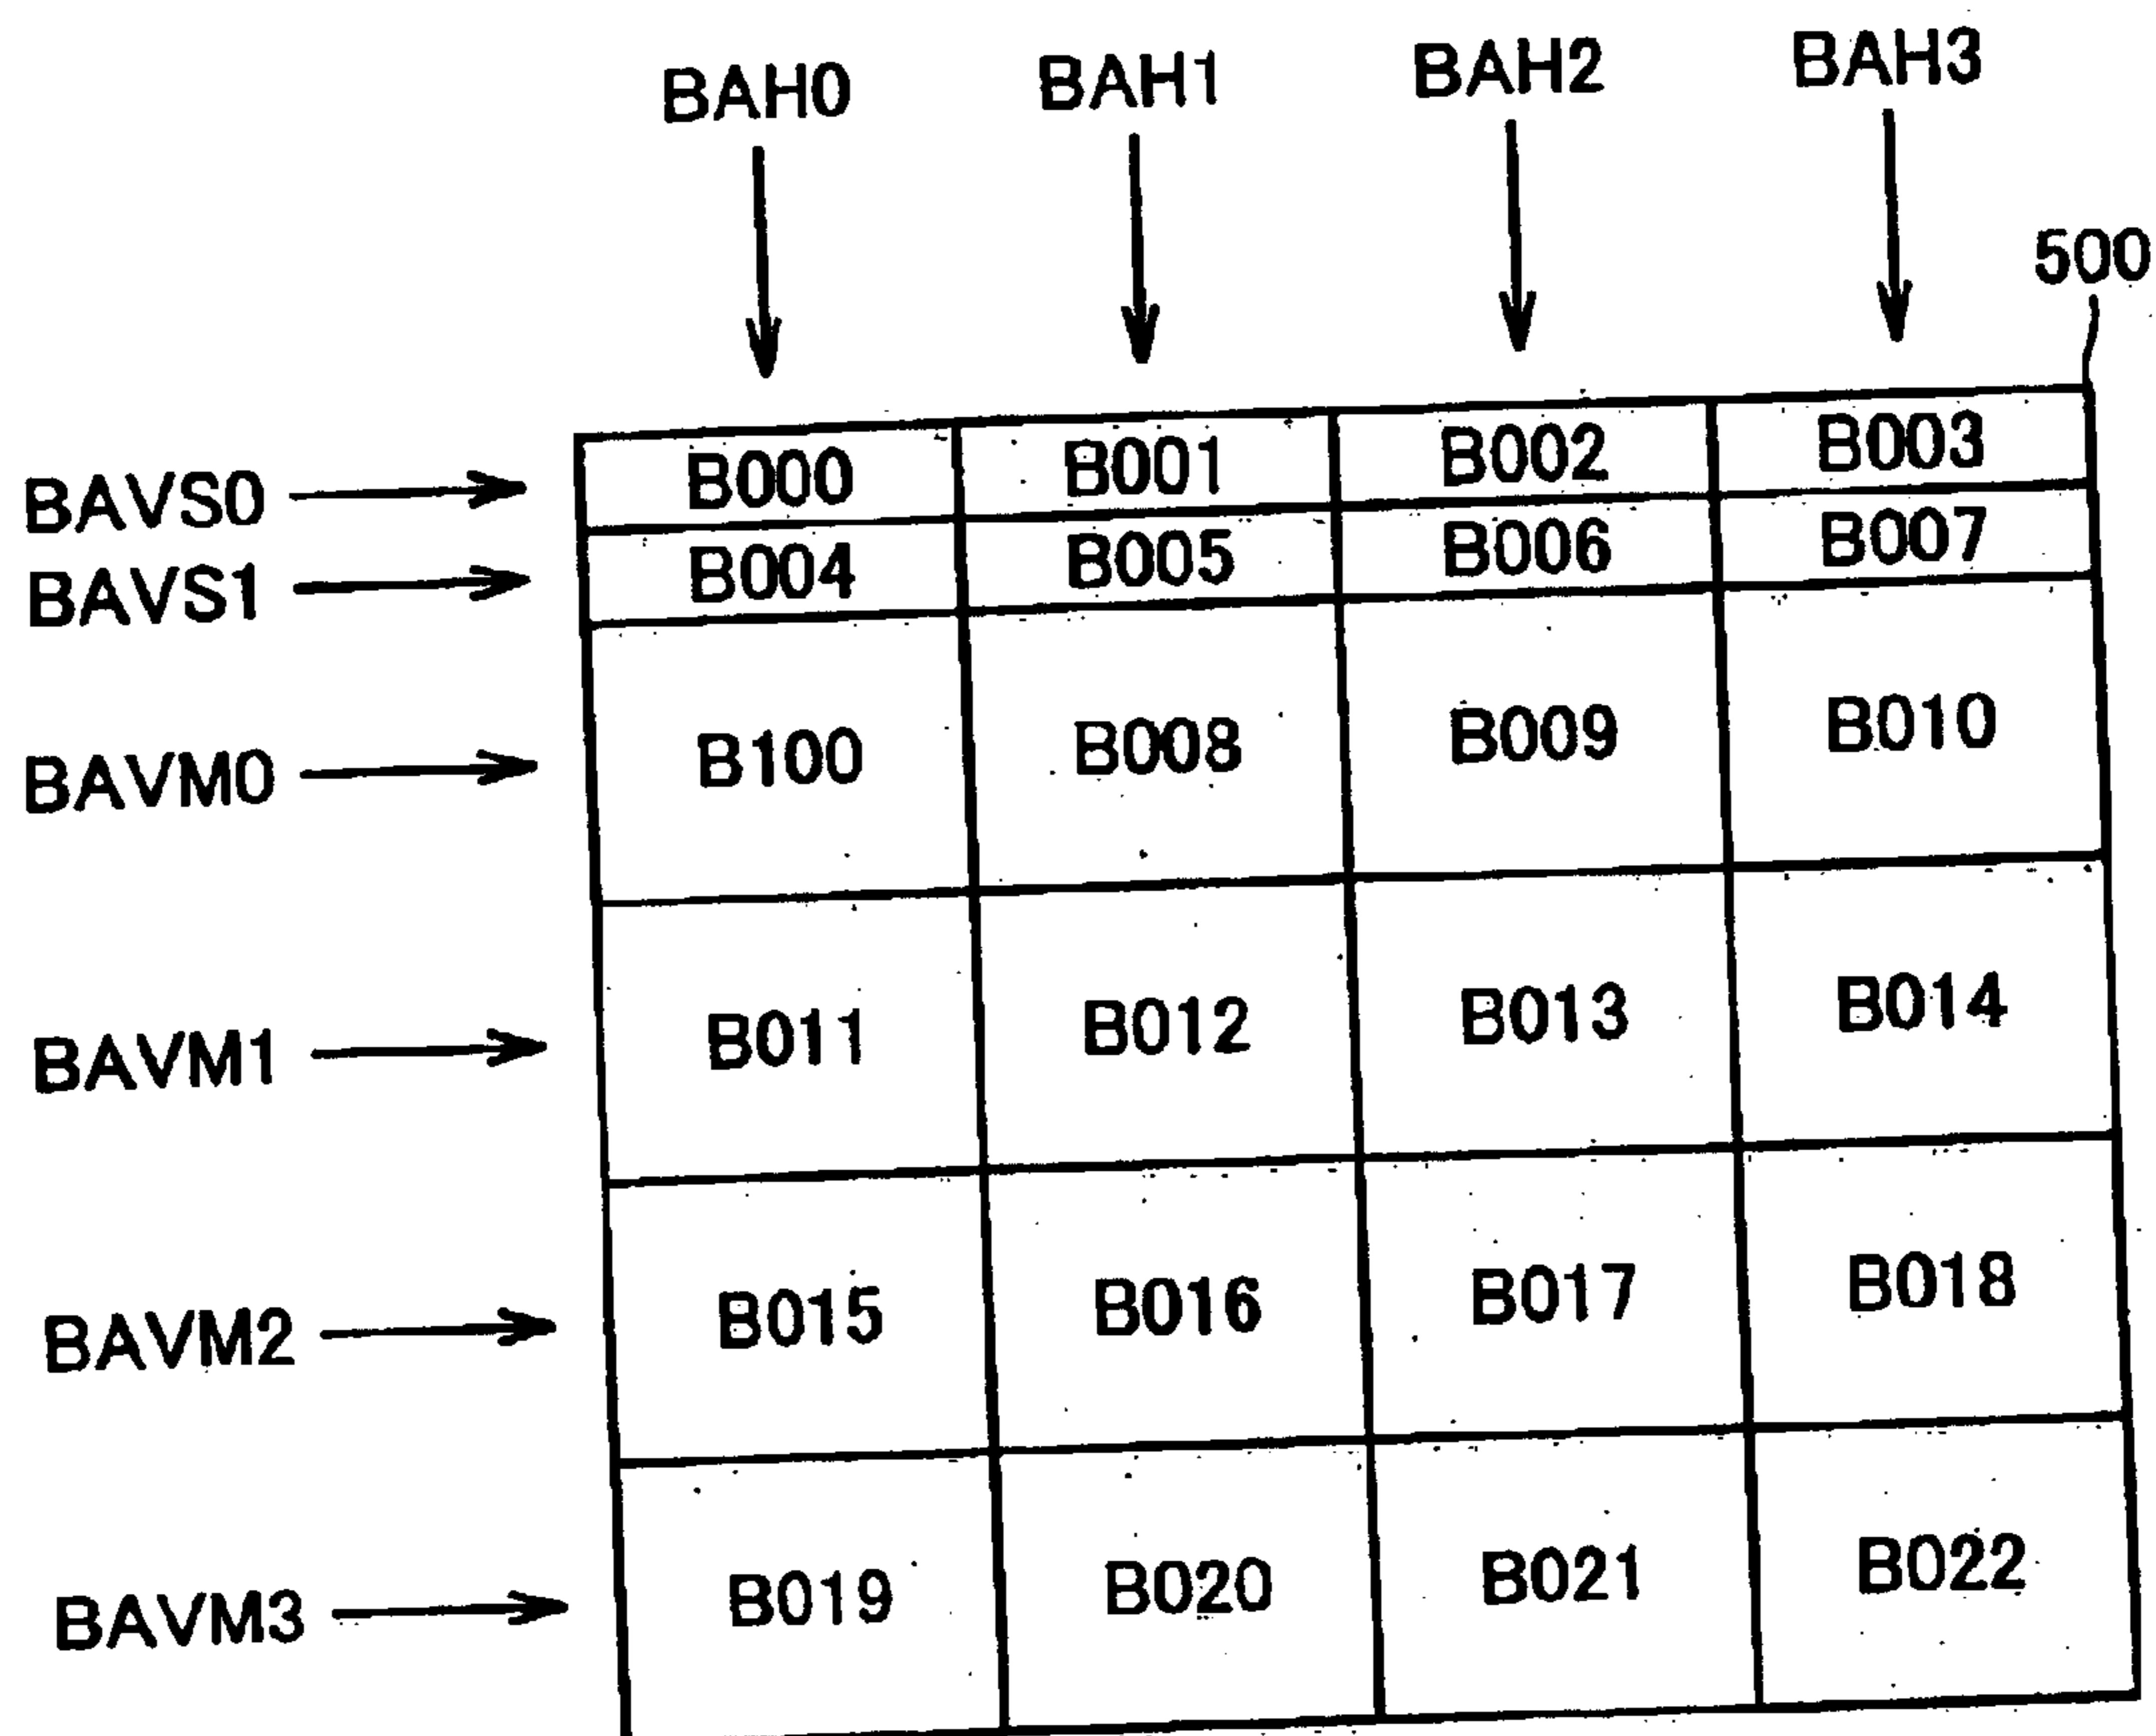 BAH0 BAH1 BAH2 BAH3
500
BAVS0 B000 B001 B002 B003
BAVS1 B004 B005 B006 B007
BAVM0 B100 B008 B009 B010
BAVM1 B011 B012 B013 B014
BAVM2 B015 B016 B017 B018
BAVM3 B019 B020 B021 B022